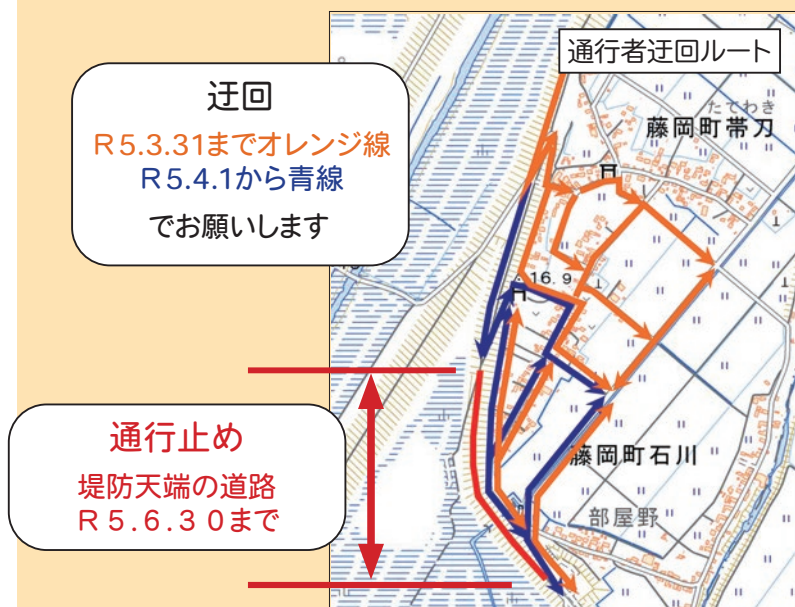 通行者迂回ルート
迂回
R5.3.31までオレンジ線
R5.4.1から青線
でお願いします
たてわき
藤岡町帯刀
16.9
通行止め
堤防天端の道路
R5.6.30まで
藤岡町石川
部屋野